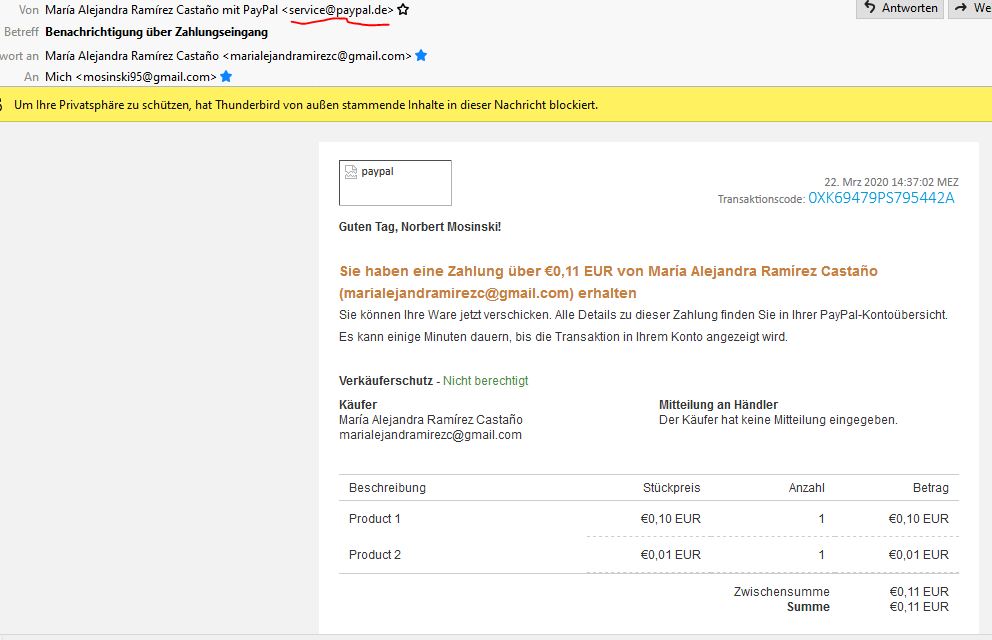 Von María Alejandra Ramírez Castaño mit PayPal <service@paypal.de>
Antworten
Betreff Benachrichtigung über Zahlungseingang
wort an María Alejandra Ramírez Castaño <marialejandramirezc@gmail.com>
An Mich <mosinski95@gmail.com>
Um Ihre Privatsphäre zu schützen, hat Thunderbird von außen stammende Inhalte in dieser Nachricht blockiert.
paypal
22. Mrz 2020 14:37:02 MEZ
Transaktionscode: 0XK69479PS795442A
Guten Tag, Norbert Mosinski!
Sie haben eine Zahlung über €0,11 EUR von María Alejandra Ramírez Castaño
(marialejandramirezc@gmail.com) erhalten
Sie können Ihre Ware jetzt verschicken. Alle Details zu dieser Zahlung finden Sie in Ihrer PayPal-Kontoübersicht.
Es kann einige Minuten dauern, bis die Transaktion in Ihrem Konto angezeigt wird.
Verkäuferschutz - Nicht berechtigt
Käufer
María Alejandra Ramírez Castaño
marialejandramirezc@gmail.com
Mitteilung an Händler
Der Käufer hat keine Mitteilung eingegeben.
Beschreibung Stückpreis Anzahl Betrag
Product 1 €0,10 EUR 1 €0,10 EUR
Product 2 €0,01 EUR 1 €0,01 EUR
Zwischensumme €0,11 EUR
Summe €0,11 EUR